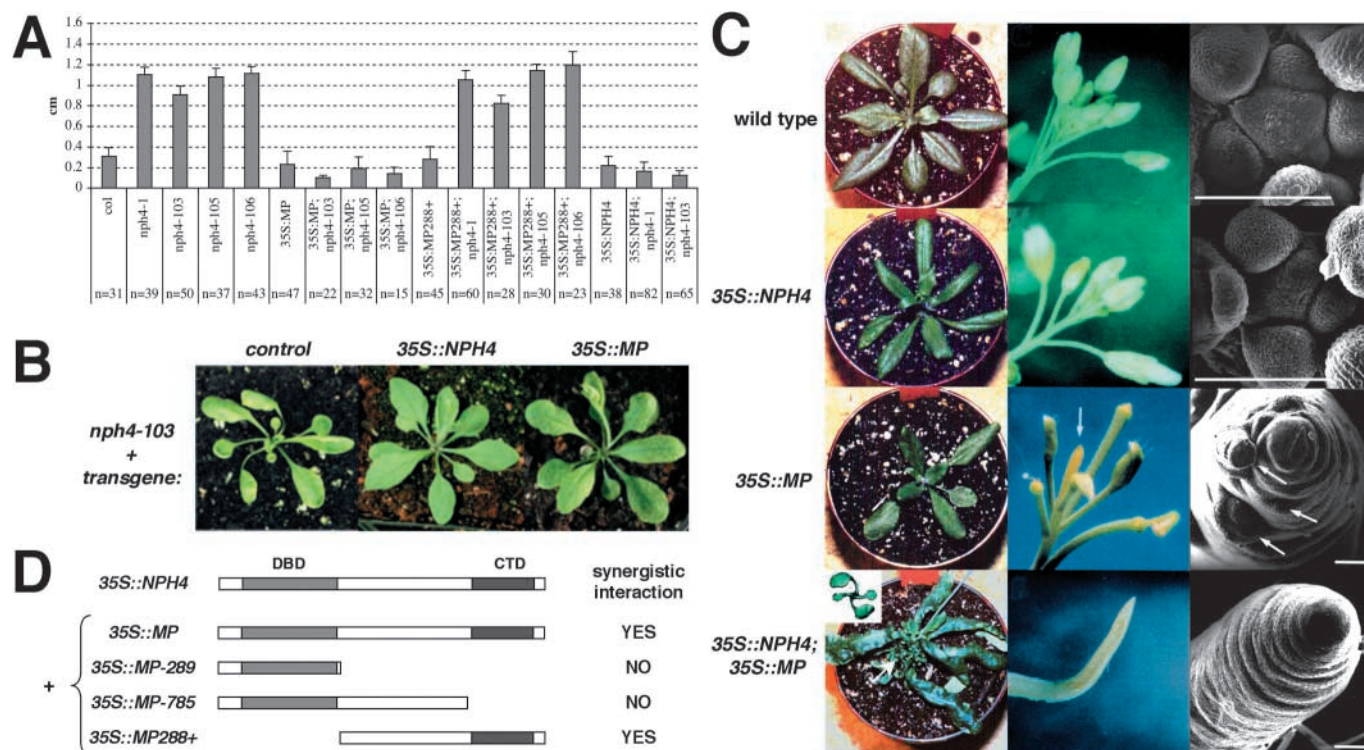 A
cm
1.6
1.4
1.2
1
0.8
0.6
0.4
0.2
0
col
nph4-1
nph4-103
nph4-105
nph4-106
35S:MP
35S:MP; nph4-103
35S:MP; nph4-105
35S:MP; nph4-106
35S:MP288+
35S:MP288+; nph4-1
35S:MP288+; nph4-103
35S:MP288+; nph4-105
35S:MP288+; nph4-106
35S:NPH4
35S:NPH4; nph4-1
35S:NPH4; nph4-103
n=31 n=39 n=50 n=37 n=43 n=47 n=22 n=32 n=15 n=45 n=60 n=28 n=30 n=23 n=38 n=82 n=65
B
control 35S::NPH4 35S::MP
nph4-103
+
transgene:
C
wild type
35S::NPH4
35S::MP
35S::NPH4;
35S::MP
D
DBD CTD
35S::NPH4
synergistic
interaction
35S::MP YES
35S::MP-289 NO
+
35S::MP-785 NO
35S::MP288+ YES